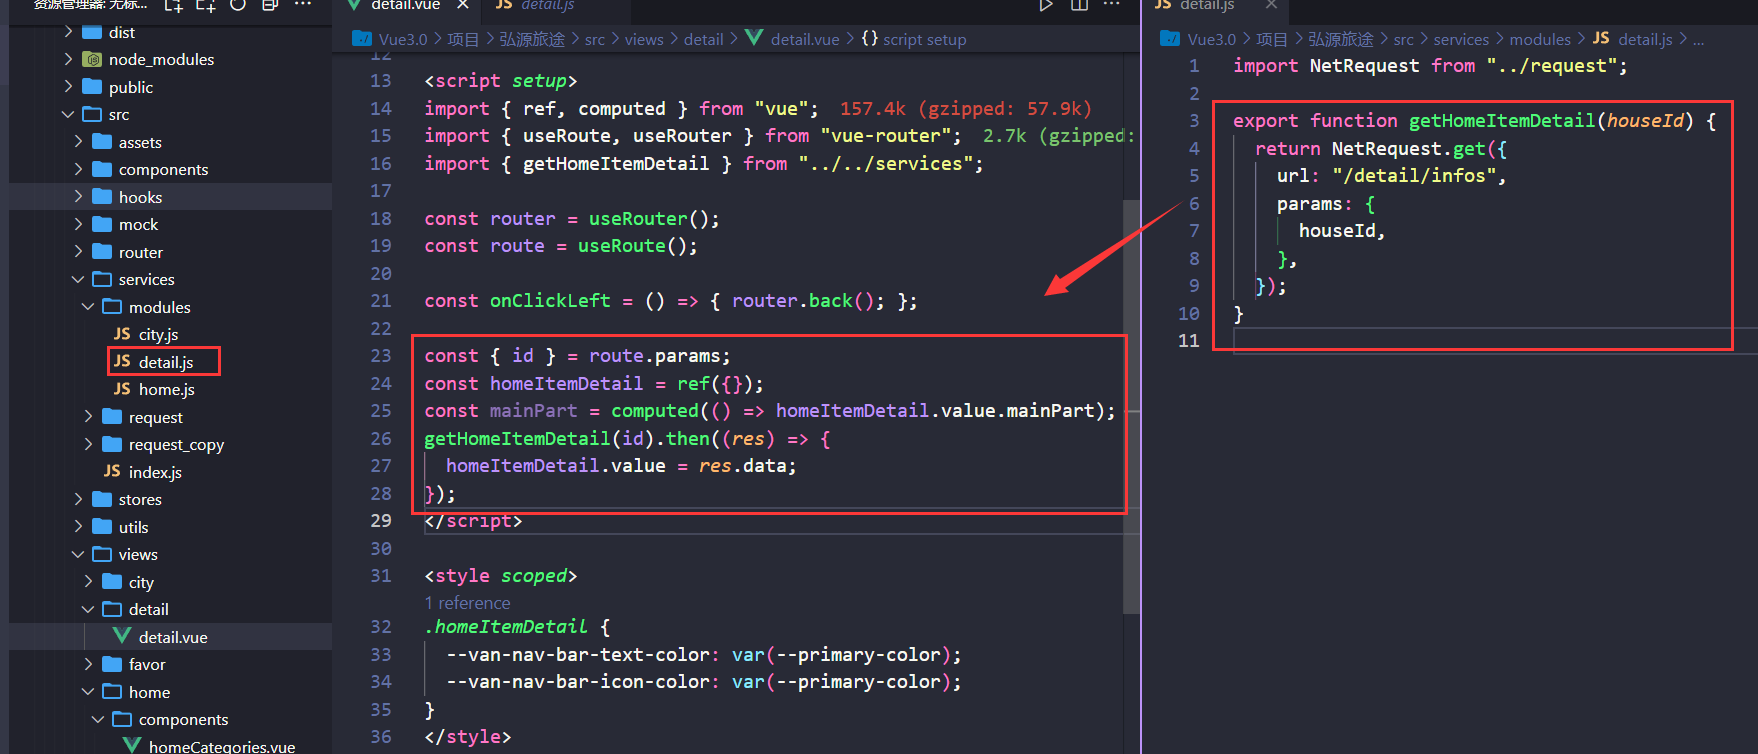 资源管理器: 无标...
dist
node_modules
public
src
assets
components
hooks
mock
router
services
modules
JS city.js
JS detail.js
JS home.js
request
request_copy
JS index.js
stores
utils
views
city
detail
detail.vue
favor
home
components
homeCategories.vue
detail.vue
JS detail.js
Vue3.0 > 项目 > 弘源旅途 > src > views > detail > detail.vue > {} script setup
12
13 <script setup>
14 import { ref, computed } from "vue"; 157.4k (gzipped: 57.9k)
15 import { useRoute, useRouter } from "vue-router"; 2.7k (gzipped:
16 import { getHomeItemDetail } from "../../services";
17
18 const router = useRouter();
19 const route = useRoute();
20
21 const onClickLeft = () => { router.back(); };
22
23 const { id } = route.params;
24 const homeItemDetail = ref({});
25 const mainPart = computed(() => homeItemDetail.value.mainPart);
26 getHomeItemDetail(id).then((res) => {
27 homeItemDetail.value = res.data;
28 });
29 </script>
30
31 <style scoped>
1 reference
32 .homeItemDetail {
33 --van-nav-bar-text-color: var(--primary-color);
34 --van-nav-bar-icon-color: var(--primary-color);
35 }
36 </style>
JS detail.js
Vue3.0 > 项目 > 弘源旅途 > src > services > modules > JS detail.js > ...
1 import NetRequest from "../request";
2
3 export function getHomeItemDetail(houseId) {
4 return NetRequest.get({
5 url: "/detail/infos",
6 params: {
7 houseId,
8 },
9 });
10 }
11